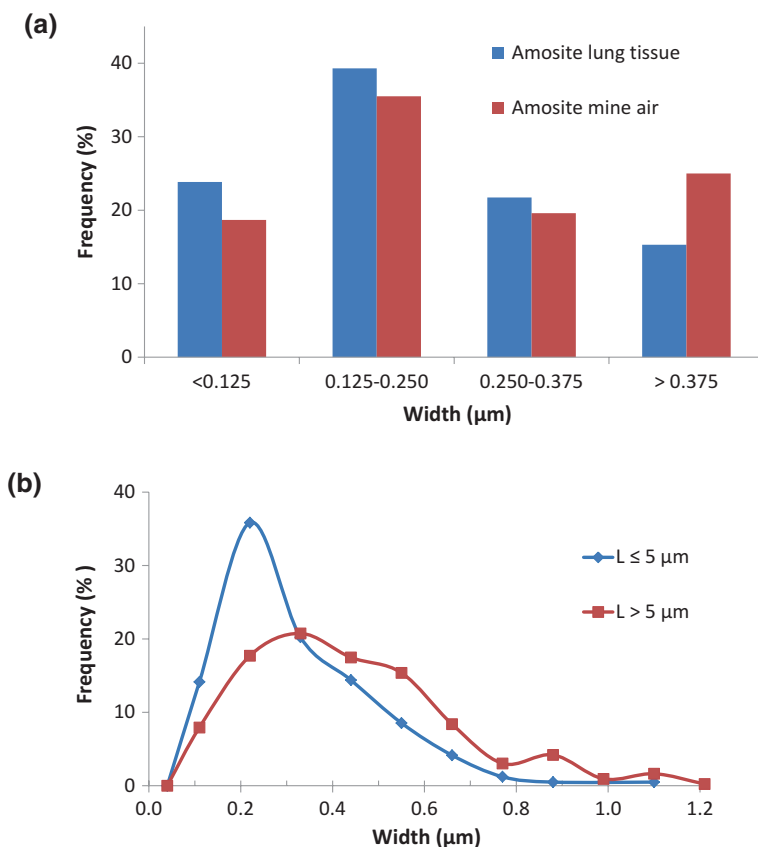 (a)
Frequency (%)
40
30
20
10
0
Amosite lung tissue
Amosite mine air
<0.125
0.125-0.250
0.250-0.375
> 0.375
Width (μm)
(b)
Frequency (% )
40
30
20
10
0
L ≤ 5 μm
L > 5 μm
0.0
0.2
0.4
0.6
0.8
1.0
1.2
Width (μm)